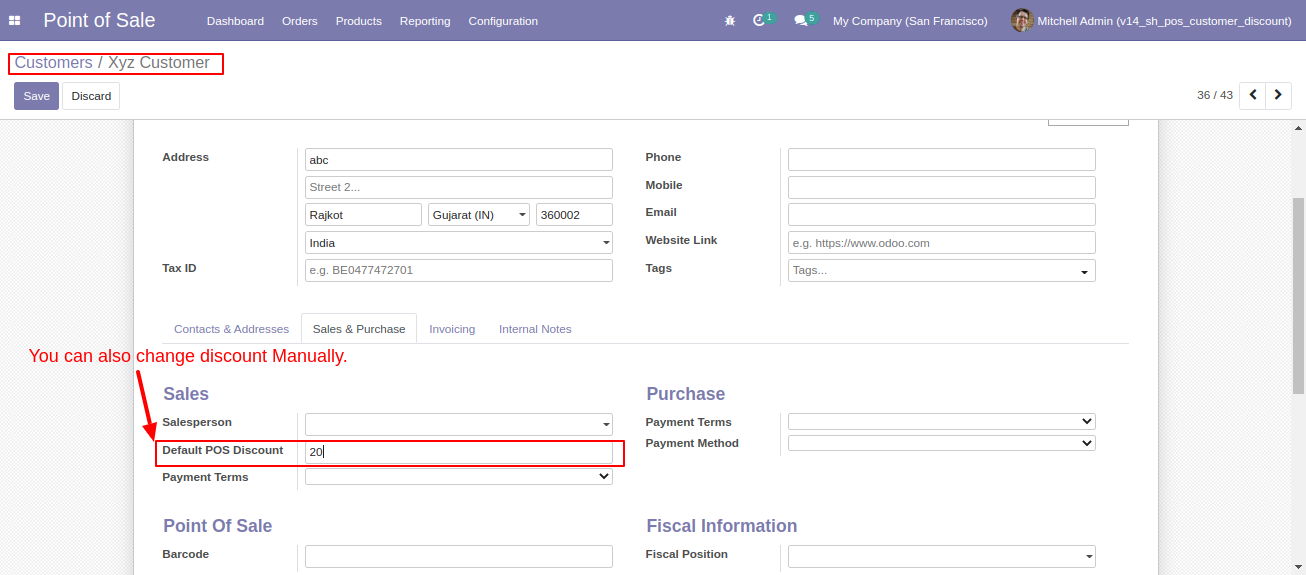 Point of Sale Dashboard Orders Products Reporting Configuration 1 5 My Company (San Francisco) Mitchell Admin (v14_sh_pos_customer_discount)
Customers / Xyz Customer
Save Discard 36 / 43
Address abc Phone
Street 2... Mobile
Rajkot Gujarat (IN) 360002 Email
India Website Link e.g. https://www.odoo.com
Tax ID e.g. BE0477472701 Tags Tags...
Contacts & Addresses Sales & Purchase Invoicing Internal Notes
You can also change discount Manually.
Sales Purchase
Salesperson Payment Terms
Default POS Discount 20 Payment Method
Payment Terms
Point Of Sale Fiscal Information
Barcode Fiscal Position